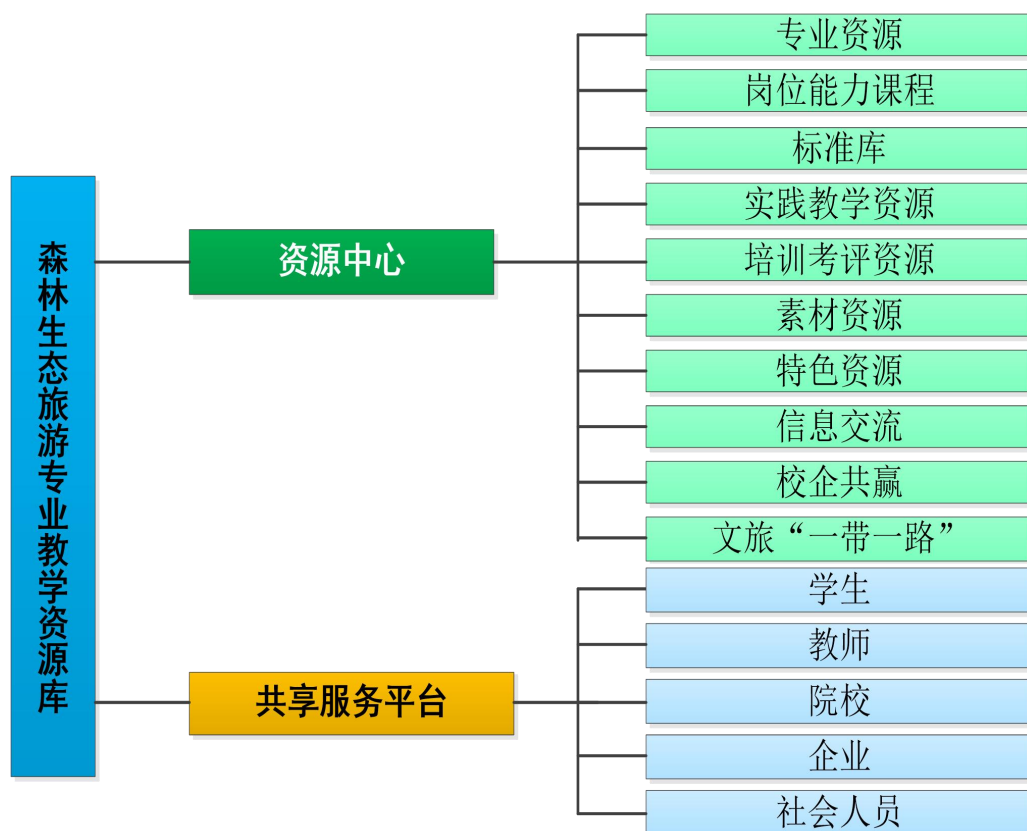 森林生态旅游专业教学资源库
资源中心
专业资源
岗位能力课程
标准库
实践教学资源
培训考评资源
素材资源
特色资源
信息交流
校企共赢
文旅“一带一路”
共享服务平台
学生
教师
院校
企业
社会人员